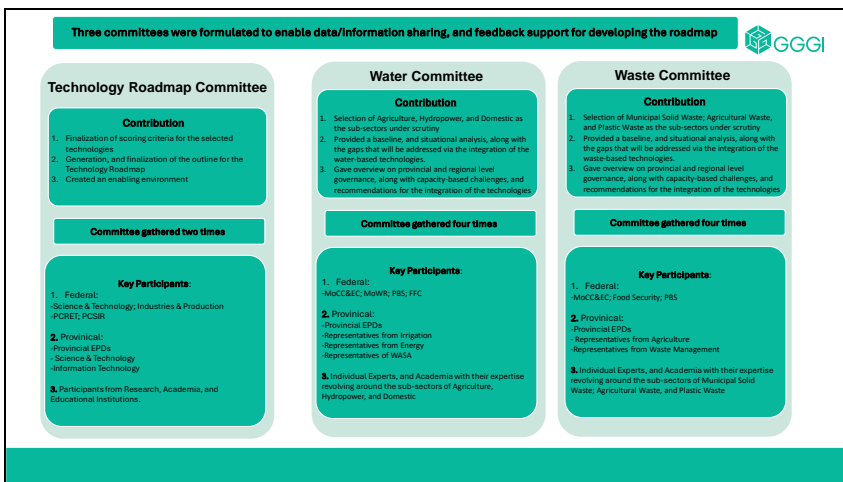 Three committees were formulated to enable data/information sharing, and feedback support for developing the roadmap
GGGI
Technology Roadmap Committee
Contribution
1. Finalization of scoring criteria for the selected
technologies
2. Generation, and finalization of the outline for the
Technology Roadmap
3. Created an enabling environment
Committee gathered two times
Key Participants:
1. Federal:
-Science & Technology; Industries & Production
-PCRET; PCSIR
2. Provinical:
-Provincial EPDs
- Science & Technology
-Information Technology
3. Participants from Research, Academia, and
Educational Institutions.
Water Committee
Contribution
1. Selection of Agriculture, Hydropower, and Domestic as
the sub-sectors under scrutiny
2. Provided a baseline, and situational analysis, along with
the gaps that will be addressed via the integration of the
water-based technologies.
3. Gave overview on provincial and regional level
governance, along with capacity-based challenges, and
recommendations for the integration of the technologies
Committee gathered four times
Key Participants:
1. Federal:
-MoCC&EC; MoWR; PBS; FFC
2. Provinical:
-Provincial EPDs
-Representatives from Irrigation
-Representatives from Energy
-Representatives of WASA
3. Individual Experts, and Academia with their expertise
revolving around the sub-sectors of Agriculture,
Hydropower, and Domestic
Waste Committee
Contribution
1. Selection of Municipal Solid Waste; Agricultural Waste,
and Plastic Waste as the sub-sectors under scrutiny
2. Provided a baseline, and situational analysis, along with
the gaps that will be addressed via the integration of the
waste-based technologies.
3. Gave overview on provincial and regional level
governance, along with capacity-based challenges, and
recommendations for the integration of the technologies
Committee gathered four times
Key Participants:
1. Federal:
-MoCC&EC; Food Security; PBS
2. Provinical:
-Provincial EPDs
- Representatives from Agriculture
-Representatives from Waste Management
3. Individual Experts, and Academia with their expertise
revolving around the sub-sectors of Municipal Solid
Waste; Agricultural Waste, and Plastic Waste